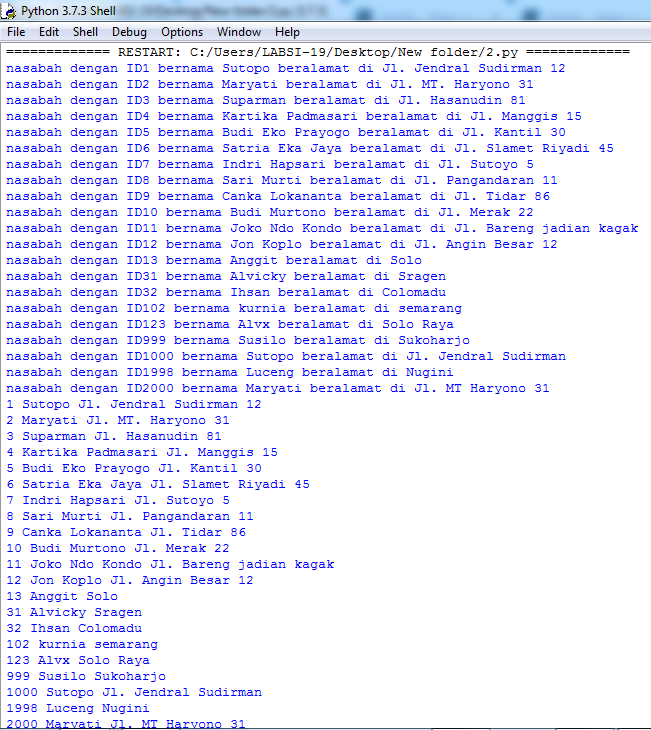 Python 3.7.3 Shell
File Edit Shell Debug Options Window Help
============= RESTART: C:/Users/LABSI-19/Desktop/New folder/2.py =============
nasabah dengan ID1 bernama Sutopo beralamat di Jl. Jendral Sudirman 12
nasabah dengan ID2 bernama Maryati beralamat di Jl. MT. Haryono 31
nasabah dengan ID3 bernama Suparman beralamat di Jl. Hasanudin 81
nasabah dengan ID4 bernama Kartika Padmasari beralamat di Jl. Manggis 15
nasabah dengan ID5 bernama Budi Eko Prayogo beralamat di Jl. Kantil 30
nasabah dengan ID6 bernama Satria Eka Jaya beralamat di Jl. Slamet Riyadi 45
nasabah dengan ID7 bernama Indri Hapsari beralamat di Jl. Sutoyo 5
nasabah dengan ID8 bernama Sari Murti beralamat di Jl. Pangandaran 11
nasabah dengan ID9 bernama Canka Lokananta beralamat di Jl. Tidar 86
nasabah dengan ID10 bernama Budi Murtono beralamat di Jl. Merak 22
nasabah dengan ID11 bernama Joko Ndo Kondo beralamat di Jl. Bareng jadian kagak
nasabah dengan ID12 bernama Jon Koplo beralamat di Jl. Angin Besar 12
nasabah dengan ID13 bernama Anggit beralamat di Solo
nasabah dengan ID31 bernama Alvicky beralamat di Sragen
nasabah dengan ID32 bernama Ihsan beralamat di Colomadu
nasabah dengan ID102 bernama kurnia beralamat di semarang
nasabah dengan ID123 bernama Alvx beralamat di Solo Raya
nasabah dengan ID999 bernama Susilo beralamat di Sukoharjo
nasabah dengan ID1000 bernama Sutopo beralamat di Jl. Jendral Sudirman
nasabah dengan ID1998 bernama Luceng beralamat di Nugini
nasabah dengan ID2000 bernama Maryati beralamat di Jl. MT Haryono 31
1 Sutopo Jl. Jendral Sudirman 12
2 Maryati Jl. MT. Haryono 31
3 Suparman Jl. Hasanudin 81
4 Kartika Padmasari Jl. Manggis 15
5 Budi Eko Prayogo Jl. Kantil 30
6 Satria Eka Jaya Jl. Slamet Riyadi 45
7 Indri Hapsari Jl. Sutoyo 5
8 Sari Murti Jl. Pangandaran 11
9 Canka Lokananta Jl. Tidar 86
10 Budi Murtono Jl. Merak 22
11 Joko Ndo Kondo Jl. Bareng jadian kagak
12 Jon Koplo Jl. Angin Besar 12
13 Anggit Solo
31 Alvicky Sragen
32 Ihsan Colomadu
102 kurnia semarang
123 Alvx Solo Raya
999 Susilo Sukoharjo
1000 Sutopo Jl. Jendral Sudirman
1998 Luceng Nugini
2000 Maryati Jl. MT Haryono 31